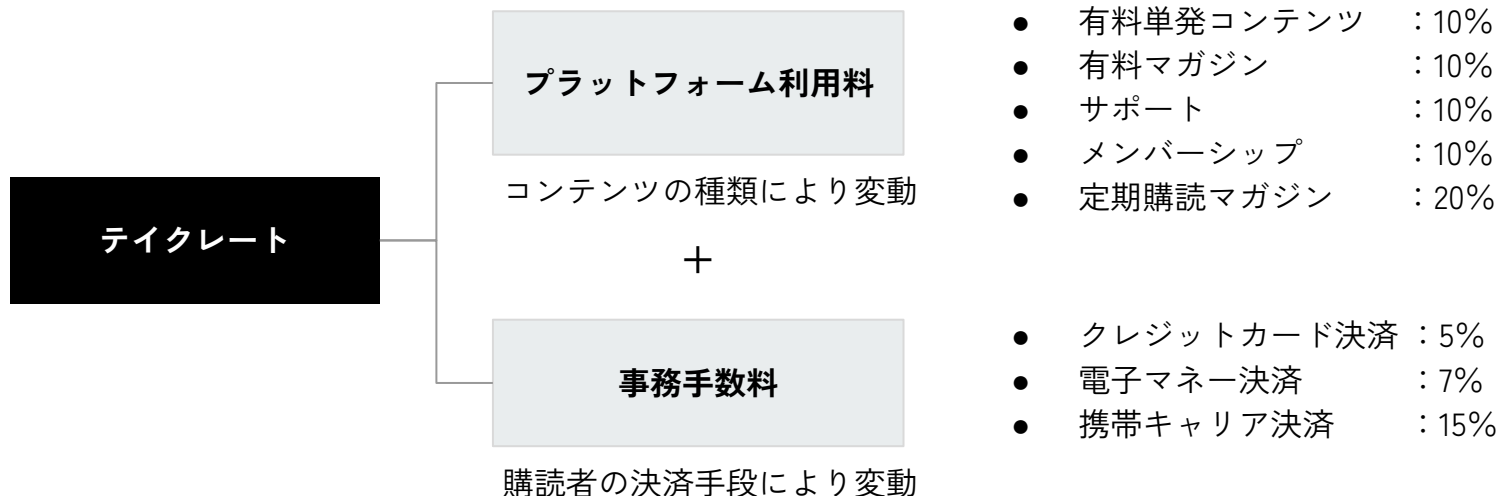 テイクレート
プラットフォーム利用料
コンテンツの種類により変動
＋
事務手数料
購読者の決済手段により変動
● 有料単発コンテンツ ：10%
● 有料マガジン ：10%
● サポート ：10%
● メンバーシップ ：10%
● 定期購読マガジン ：20%
● クレジットカード決済 ：5%
● 電子マネー決済 ：7%
● 携帯キャリア決済 ：15%